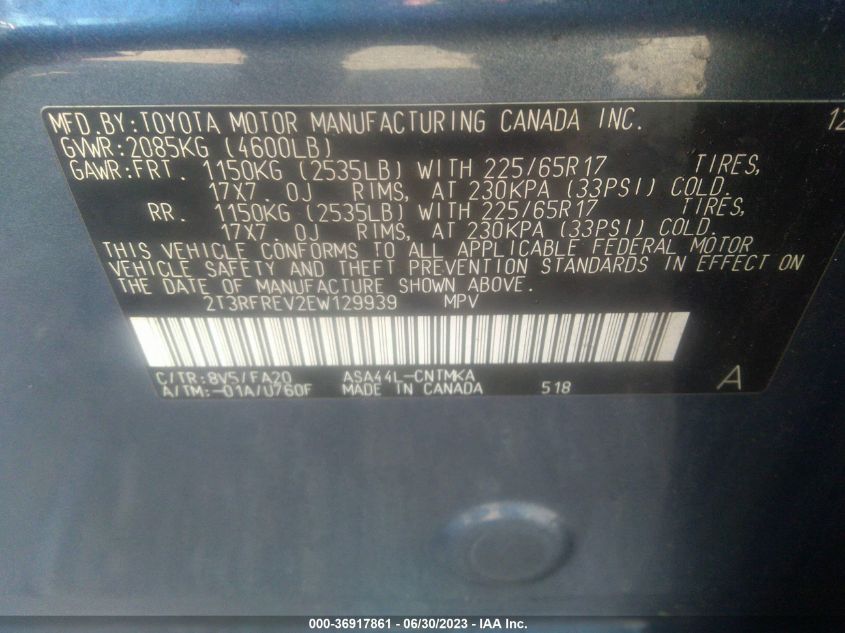 MFD.BY:TOYOTA MOTOR MANUFACTURING CANADA INC. 12
GVWR:2085KG (4600LB)
GAWR:FRT. 1150KG (2535LB) WITH 225/65R17 TIRES,
17X7.0J RIMS, AT 230KPA (33PSI) COLD.
RR. 1150KG (2535LB) WITH 225/65R17 TIRES,
17X7.0J RIMS, AT 230KPA (33PSI) COLD.
THIS VEHICLE CONFORMS TO ALL APPLICABLE FEDERAL MOTOR
VEHICLE SAFETY AND THEFT PREVENTION STANDARDS IN EFFECT ON
THE DATE OF MANUFACTURE SHOWN ABOVE.
2T3RFREV2EW129939 MPV
C/TR:8V5/FA20 ASA44L-CNTMKA
A/TM:-01A/U760F MADE IN CANADA 518 A
000-36917861 / 06/30/2023 - IAA Inc.